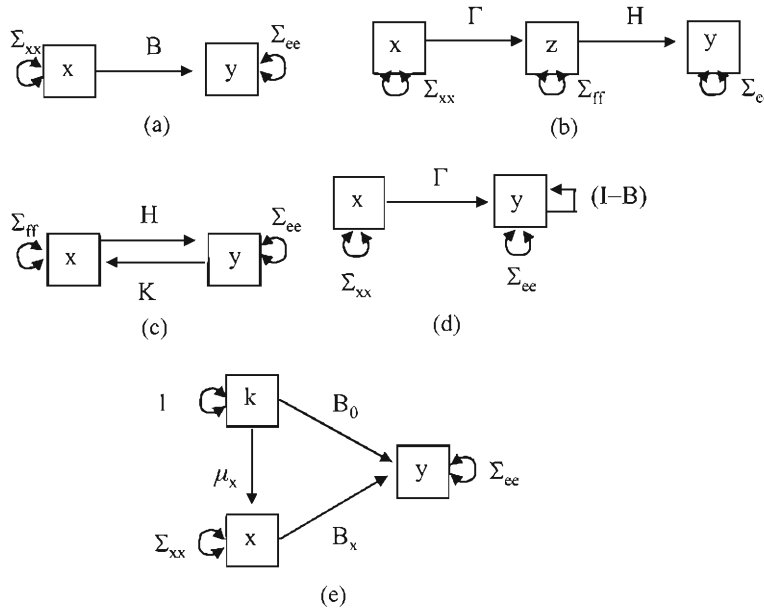 Σxx x B y Σee
(a)
x Γ z H y
Σxx Σff Σe
(b)
Σff x H y Σee
K
(c)
x Γ y (I–B)
Σxx Σee
(d)
1 k B0
μx y Σee
Σxx x Bx
(e)